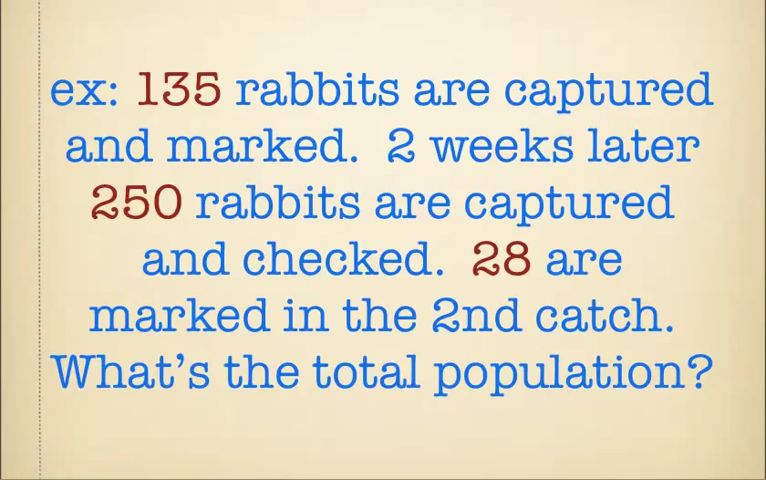 ex: 135 rabbits are captured
and marked.  2 weeks later
250 rabbits are captured
and checked.  28 are
marked in the 2nd catch.
What's the total population?